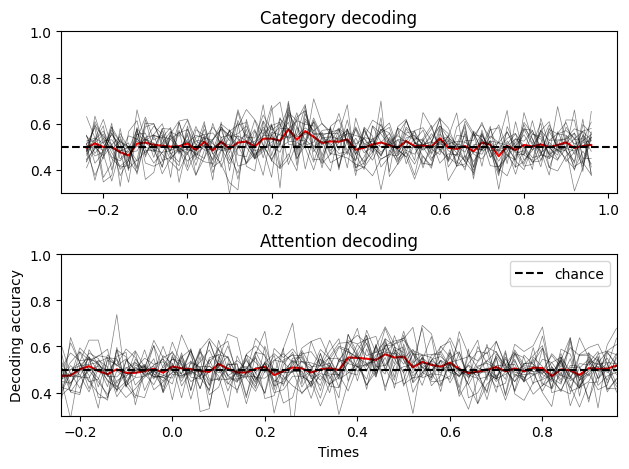 Category decoding
1.0
0.8
0.6
0.4
−0.2 0.0 0.2 0.4 0.6 0.8 1.0
Attention decoding
1.0
chance
0.8
0.6
0.4
Decoding accuracy
−0.2 0.0 0.2 0.4 0.6 0.8
Times